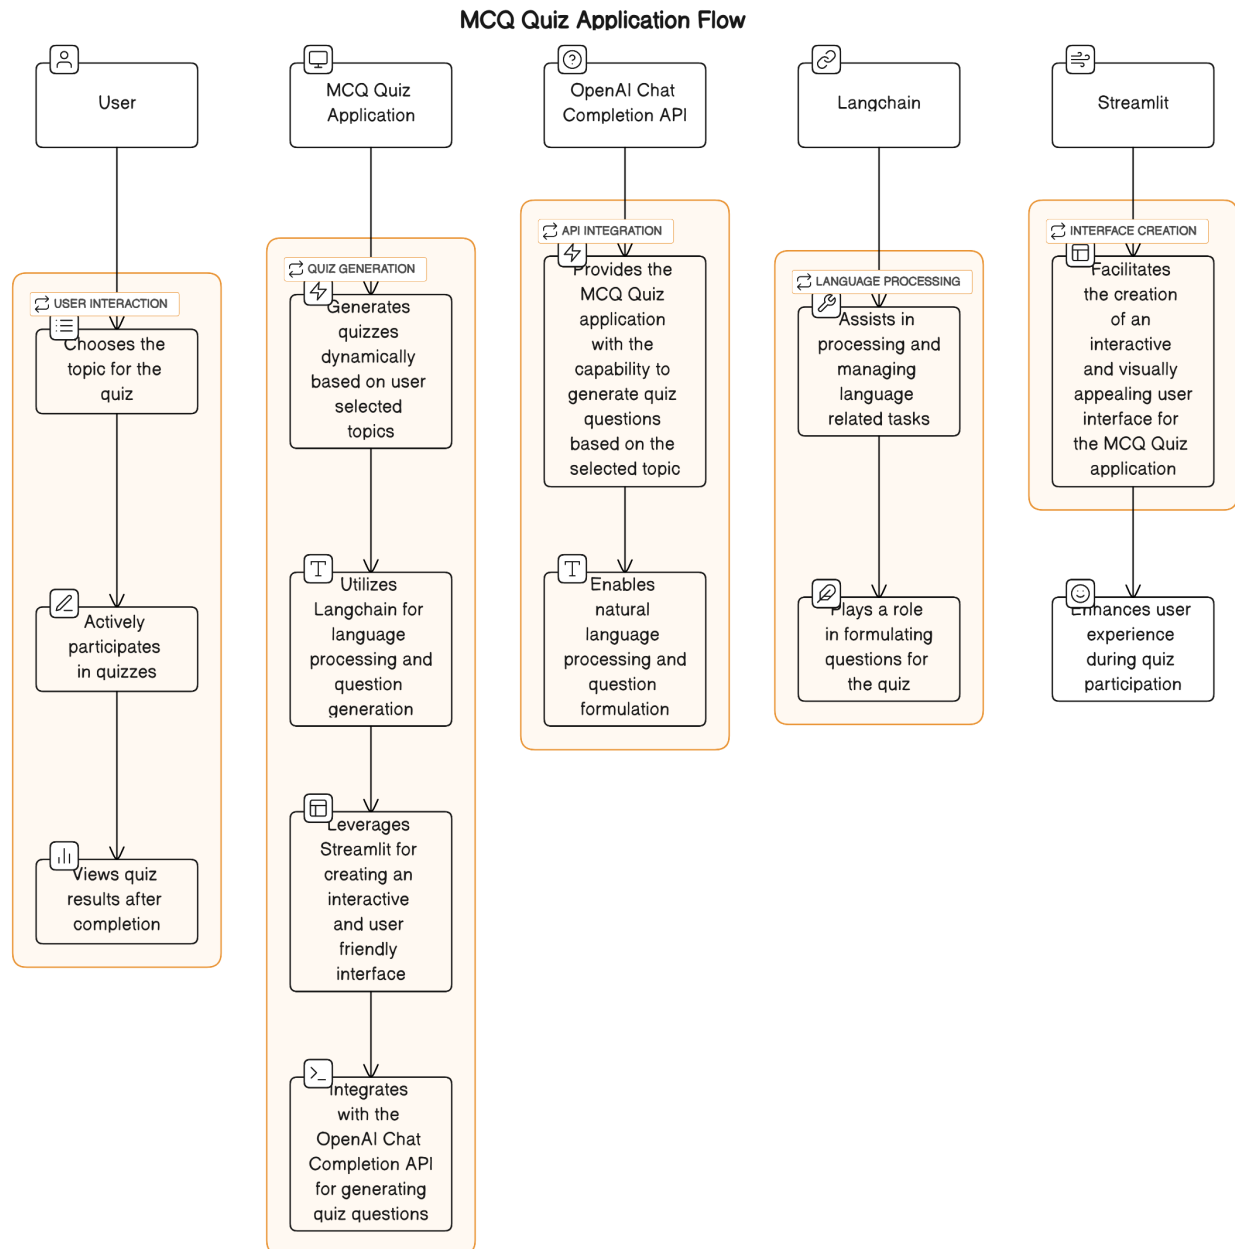 MCQ Quiz Application Flow
User
MCQ Quiz
Application
OpenAI Chat
Completion API
Langchain
Streamlit
USER INTERACTION
Chooses the
topic for the
quiz
Actively
participates
in quizzes
Views quiz
results after
completion
QUIZ GENERATION
Generates
quizzes
dynamically
based on user
selected
topics
Utilizes
Langchain for
language
processing and
question
generation
Leverages
Streamlit for
creating an
interactive
and user
friendly
interface
Integrates
with the
OpenAI Chat
Completion API
for generating
quiz questions
API INTEGRATION
Provides the
MCQ Quiz
application
with the
capability to
generate quiz
questions
based on the
selected topic
Enables
natural
language
processing and
question
formulation
LANGUAGE PROCESSING
Assists in
processing and
managing
language
related tasks
Plays a role
in formulating
questions for
the quiz
INTERFACE CREATION
Facilitates
the creation
of an
interactive
and visually
appealing user
interface for
the MCQ Quiz
application
Enhances user
experience
during quiz
participation